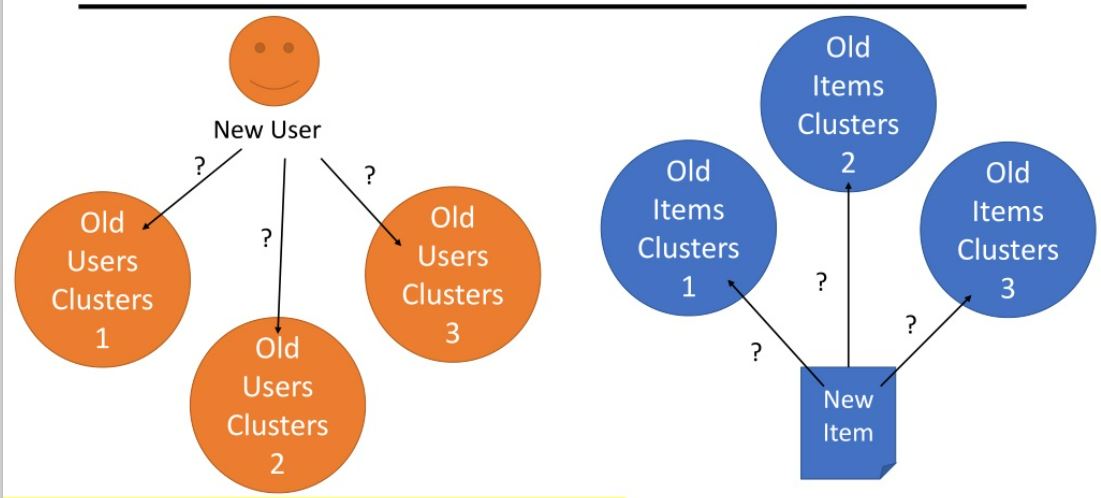 New User
?
?
?
Old
Users
Clusters
1
Old
Users
Clusters
2
Old
Users
Clusters
3
Old
Items
Clusters
1
Old
Items
Clusters
2
Old
Items
Clusters
3
?
?
?
New
Item